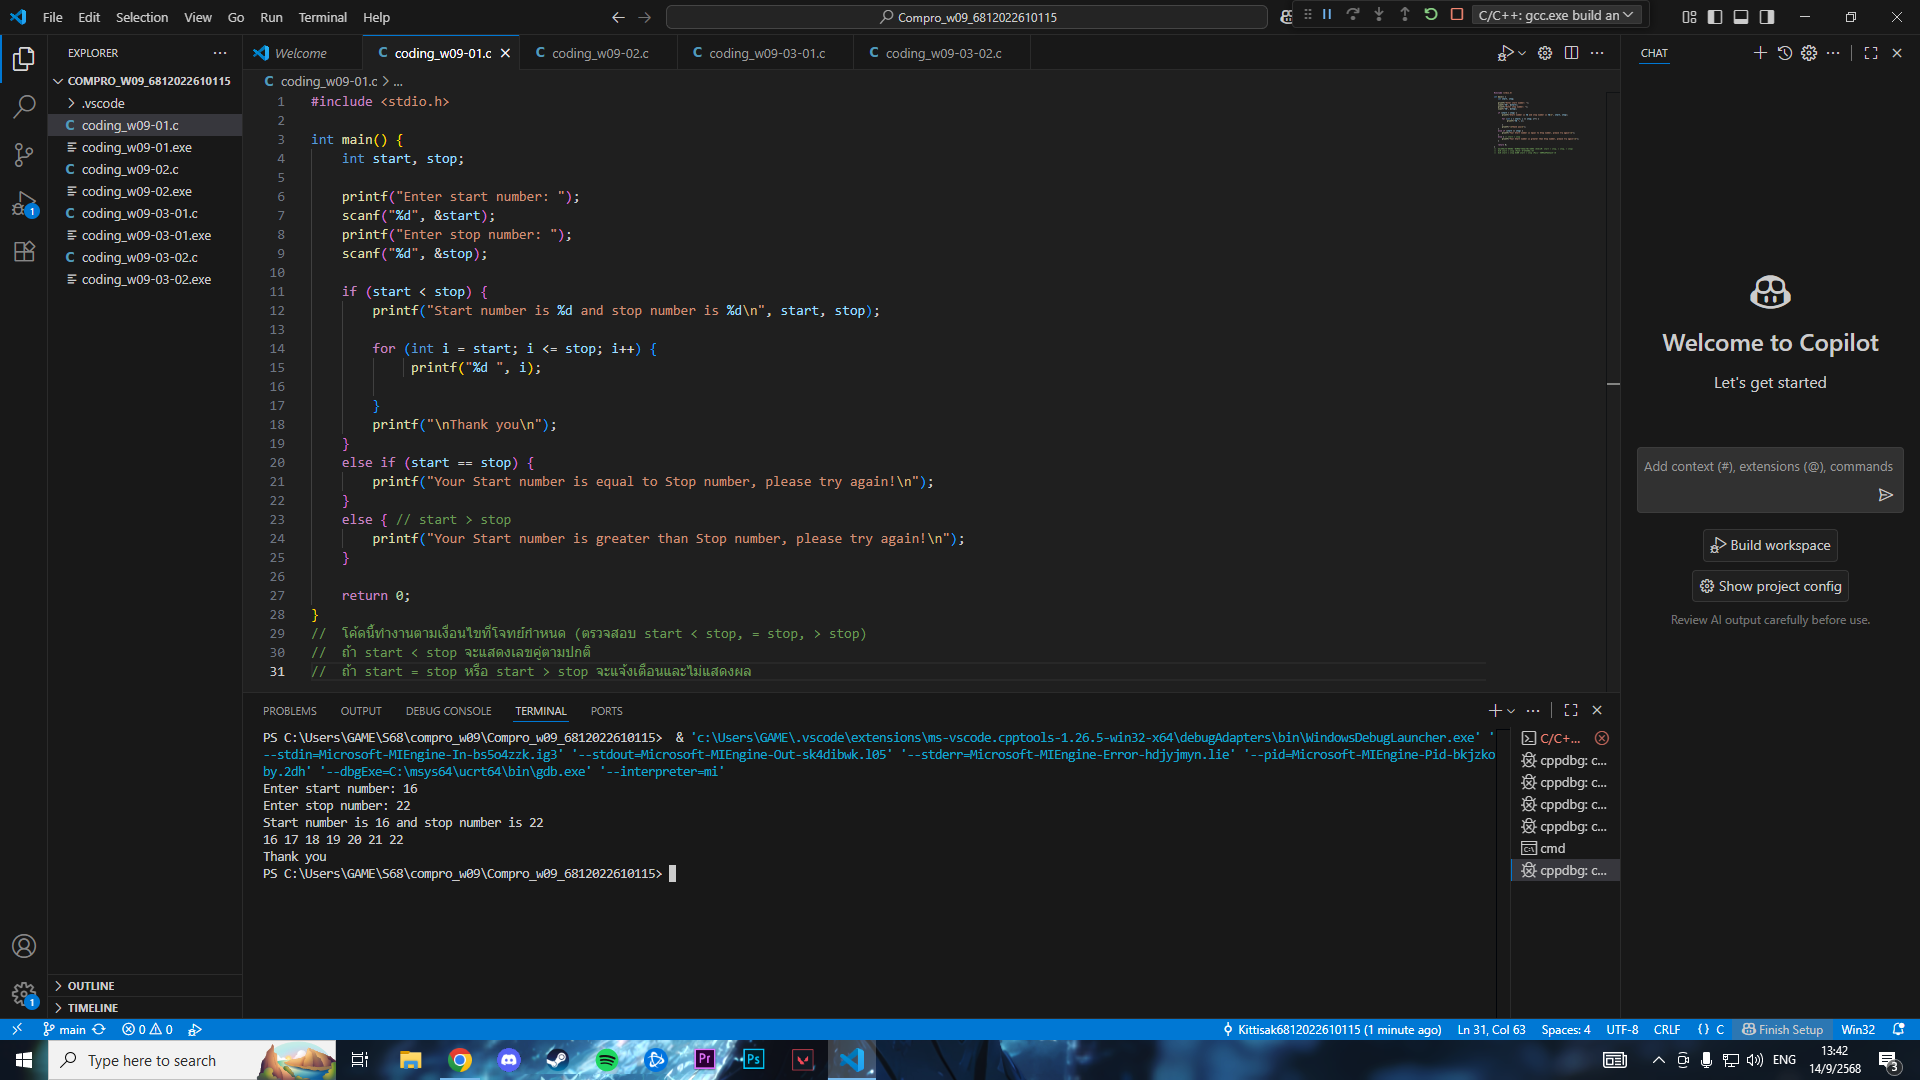 File Edit Selection View Go Run Terminal Help
Compro_w09_6812022610115
C/C++: gcc.exe build an
EXPLORER
COMPRO_W09_6812022610115
.vscode
C coding_w09-01.c
coding_w09-01.exe
C coding_w09-02.c
coding_w09-02.exe
C coding_w09-03-01.c
coding_w09-03-01.exe
C coding_w09-03-02.c
coding_w09-03-02.exe
OUTLINE
TIMELINE
Welcome
C coding_w09-01.c
C coding_w09-02.c
C coding_w09-03-01.c
C coding_w09-03-02.c
C coding_w09-01.c > ...
1 #include <stdio.h>
2
3 int main() {
4 int start, stop;
5
6 printf("Enter start number: ");
7 scanf("%d", &start);
8 printf("Enter stop number: ");
9 scanf("%d", &stop);
10
11 if (start < stop) {
12 printf("Start number is %d and stop number is %d\n", start, stop);
13
14 for (int i = start; i <= stop; i++) {
15 printf("%d ", i);
16
17 }
18 printf("\nThank you\n");
19 }
20 else if (start == stop) {
21 printf("Your Start number is equal to Stop number, please try again!\n");
22 }
23 else { // start > stop
24 printf("Your Start number is greater than Stop number, please try again!\n");
25 }
26
27 return 0;
28 }
29 // โค้ดนี้ทำงานตามเงื่อนไขที่โจทย์กำหนด (ตรวจสอบ start < stop, = stop, > stop)
30 // ถ้า start < stop จะแสดงเลขคู่ตามปกติ
31 // ถ้า start = stop หรือ start > stop จะแจ้งเตือนและไม่แสดงผล
PROBLEMS OUTPUT DEBUG CONSOLE TERMINAL PORTS
PS C:\Users\GAME\S68\compro_w09\Compro_w09_6812022610115> & 'c:\Users\GAME\.vscode\extensions\ms-vscode.cpptools-1.26.5-win32-x64\debugAdapters\bin\WindowsDebugLauncher.exe' '
--stdin=Microsoft-MIEngine-In-bs5o4zzk.ig3' '--stdout=Microsoft-MIEngine-Out-sk4dibwk.l05' '--stderr=Microsoft-MIEngine-Error-hdjyjmyn.lie' '--pid=Microsoft-MIEngine-Pid-bkjzko
by.2dh' '--dbgExe=C:\msys64\ucrt64\bin\gdb.exe' '--interpreter=mi'
Enter start number: 16
Enter stop number: 22
Start number is 16 and stop number is 22
16 17 18 19 20 21 22
Thank you
PS C:\Users\GAME\S68\compro_w09\Compro_w09_6812022610115>
C/C+...
cppdbg: c...
cppdbg: c...
cppdbg: c...
cppdbg: c...
cmd
cppdbg: c...
CHAT
Welcome to Copilot
Let's get started
Add context (#), extensions (@), commands
Build workspace
Show project config
Review AI output carefully before use.
1
1
main 0 0
Kittisak6812022610115 (1 minute ago) Ln 31, Col 63 Spaces: 4 UTF-8 CRLF {} C Finish Setup Win32
Type here to search
Pr
Ps
ENG
13:42
14/9/2568
3